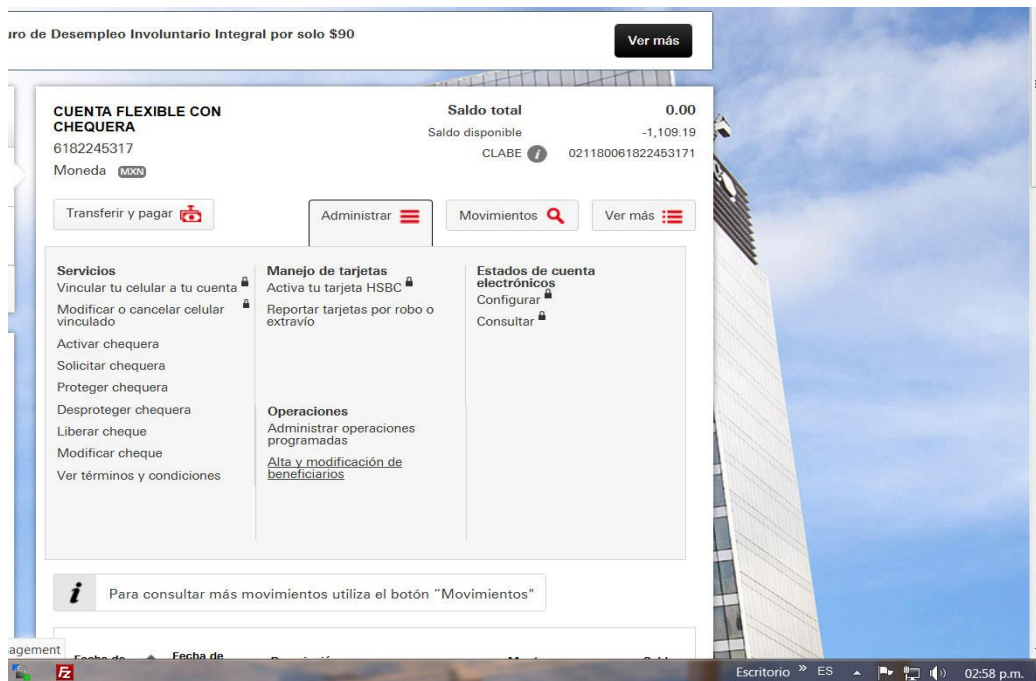 uro de Desempleo Involuntario Integral por solo $90
Ver más
CUENTA FLEXIBLE CON
CHEQUERA
6182245317
Moneda MXN
Saldo total 0.00
Saldo disponible -1,109.19
CLABE i 021180061822453171
Transferir y pagar
Administrar
Movimientos
Ver más
Servicios
Vincular tu celular a tu cuenta
Modificar o cancelar celular
vinculado
Activar chequera
Solicitar chequera
Proteger chequera
Desproteger chequera
Liberar cheque
Modificar cheque
Ver términos y condiciones
Manejo de tarjetas
Activa tu tarjeta HSBC
Reportar tarjetas por robo o
extravío
Operaciones
Administrar operaciones
programadas
Alta y modificación de
beneficiarios
Estados de cuenta
electrónicos
Configurar
Consultar
i Para consultar más movimientos utiliza el botón "Movimientos"
agement
Fecha de
Fz
Escritorio » ES 02:58 p.m.